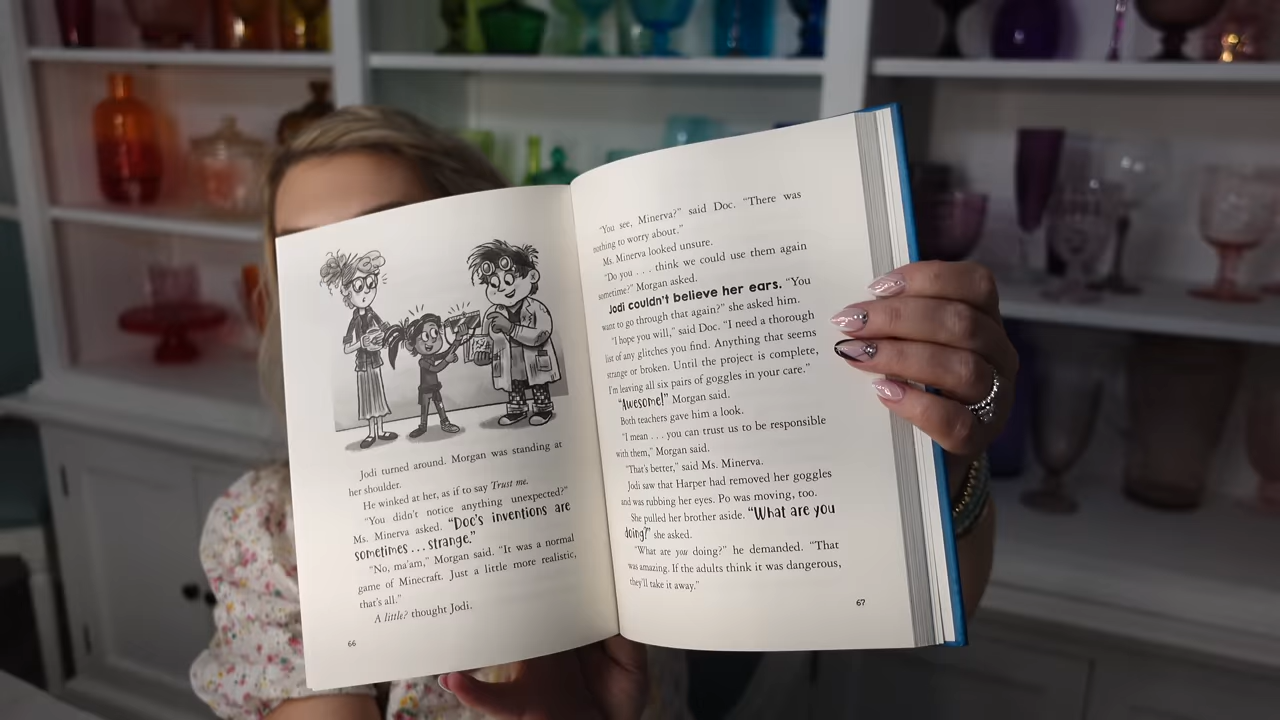 Jodi turned around. Morgan was standing at
her shoulder.
He winked at her, as if to say Trust me.
“You didn’t notice anything unexpected?”
Ms. Minerva asked. “Doc’s inventions are
sometimes . . . strange.”
“No, ma’am,” Morgan said. “It was a normal
game of Minecraft. Just a little more realistic,
that’s all.”
A little? thought Jodi.
66
“You see, Minerva?” said Doc. “There was
nothing to worry about.”
Ms. Minerva looked unsure.
“Do you . . . think we could use them again
sometime?” Morgan asked.
Jodi couldn’t believe her ears. “You
want to go through that again?” she asked him.
“I hope you will,” said Doc. “I need a thorough
list of any glitches you find. Anything that seems
strange or broken. Until the project is complete,
I’m leaving all six pairs of goggles in your care.”
“Awesome!” Morgan said.
Both teachers gave him a look.
“I mean . . . you can trust us to be responsible
with them,” Morgan said.
“That’s better,” said Ms. Minerva.
Jodi saw that Harper had removed her goggles
and was rubbing her eyes. Po was moving, too.
She pulled her brother aside. “What are you
doing?” she asked.
“What are you doing?” he demanded. “That
was amazing. If the adults think it was dangerous,
they’ll take it away.”
67